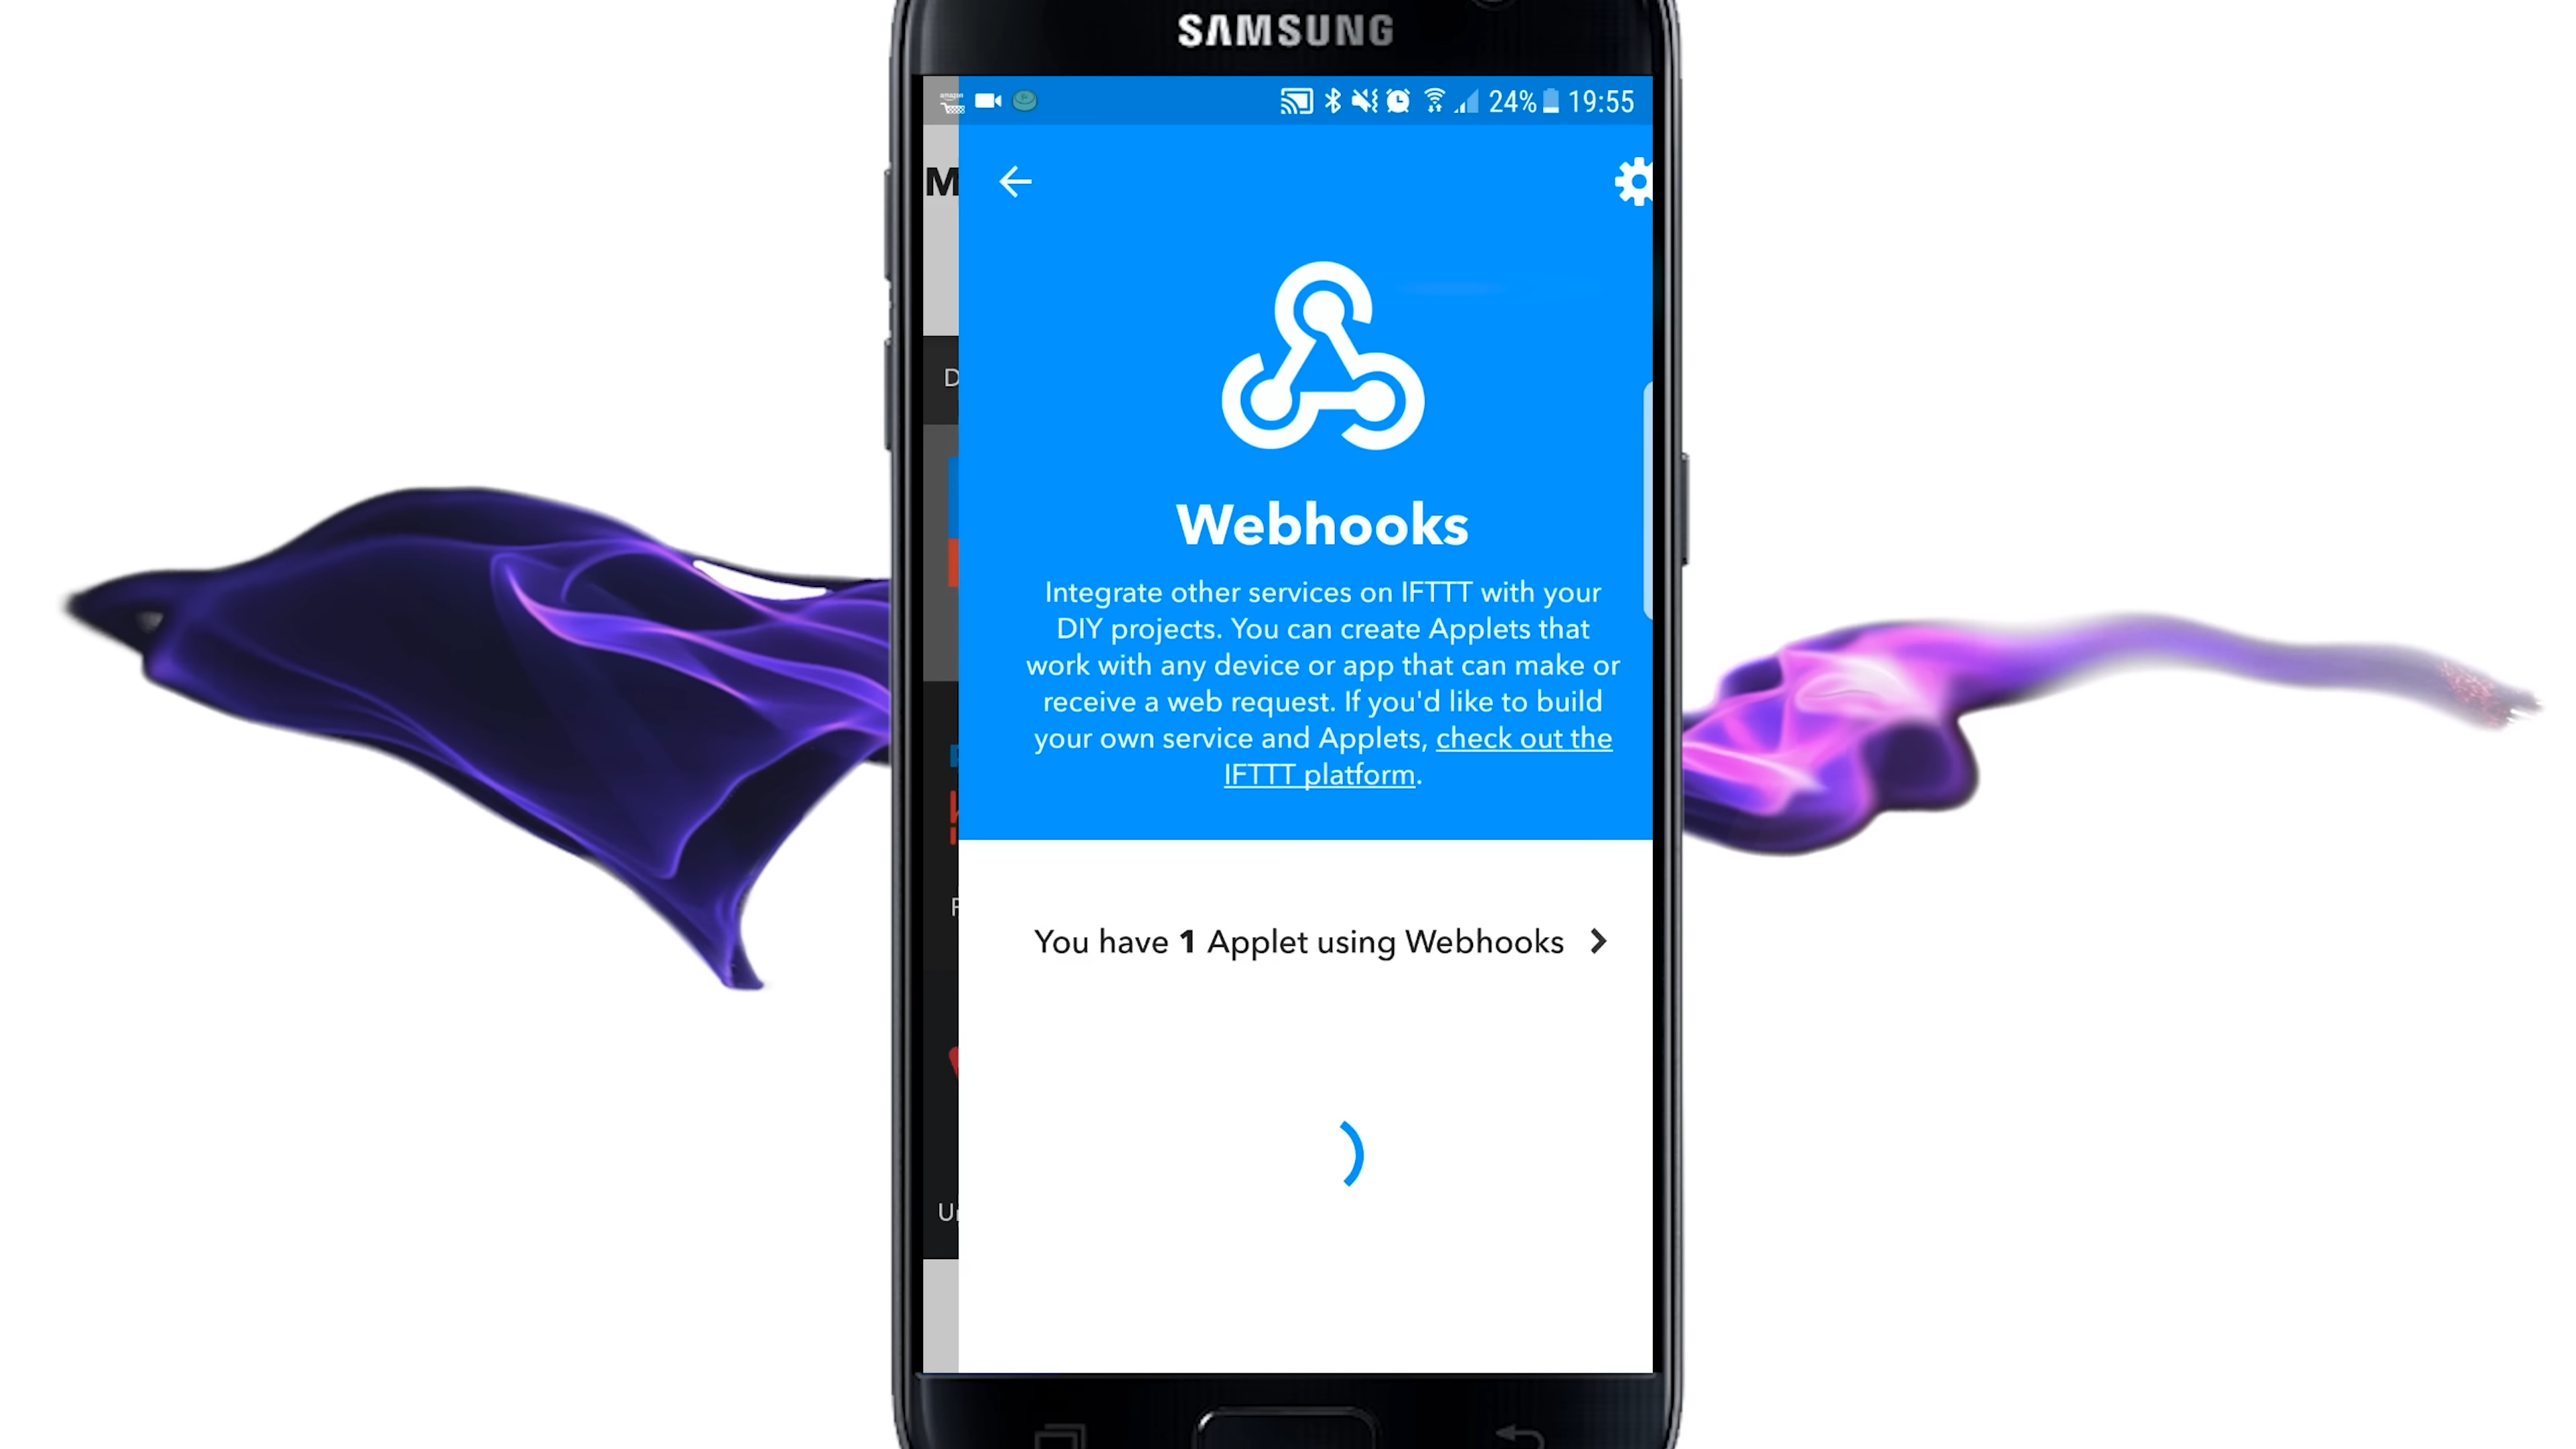 SAMSUNG
amazon
24% 19:55
M
D
Webhooks
Integrate other services on IFTTT with your
DIY projects. You can create Applets that
work with any device or app that can make or
receive a web request. If you'd like to build
your own service and Applets, check out the
IFTTT platform.
You have 1 Applet using Webhooks